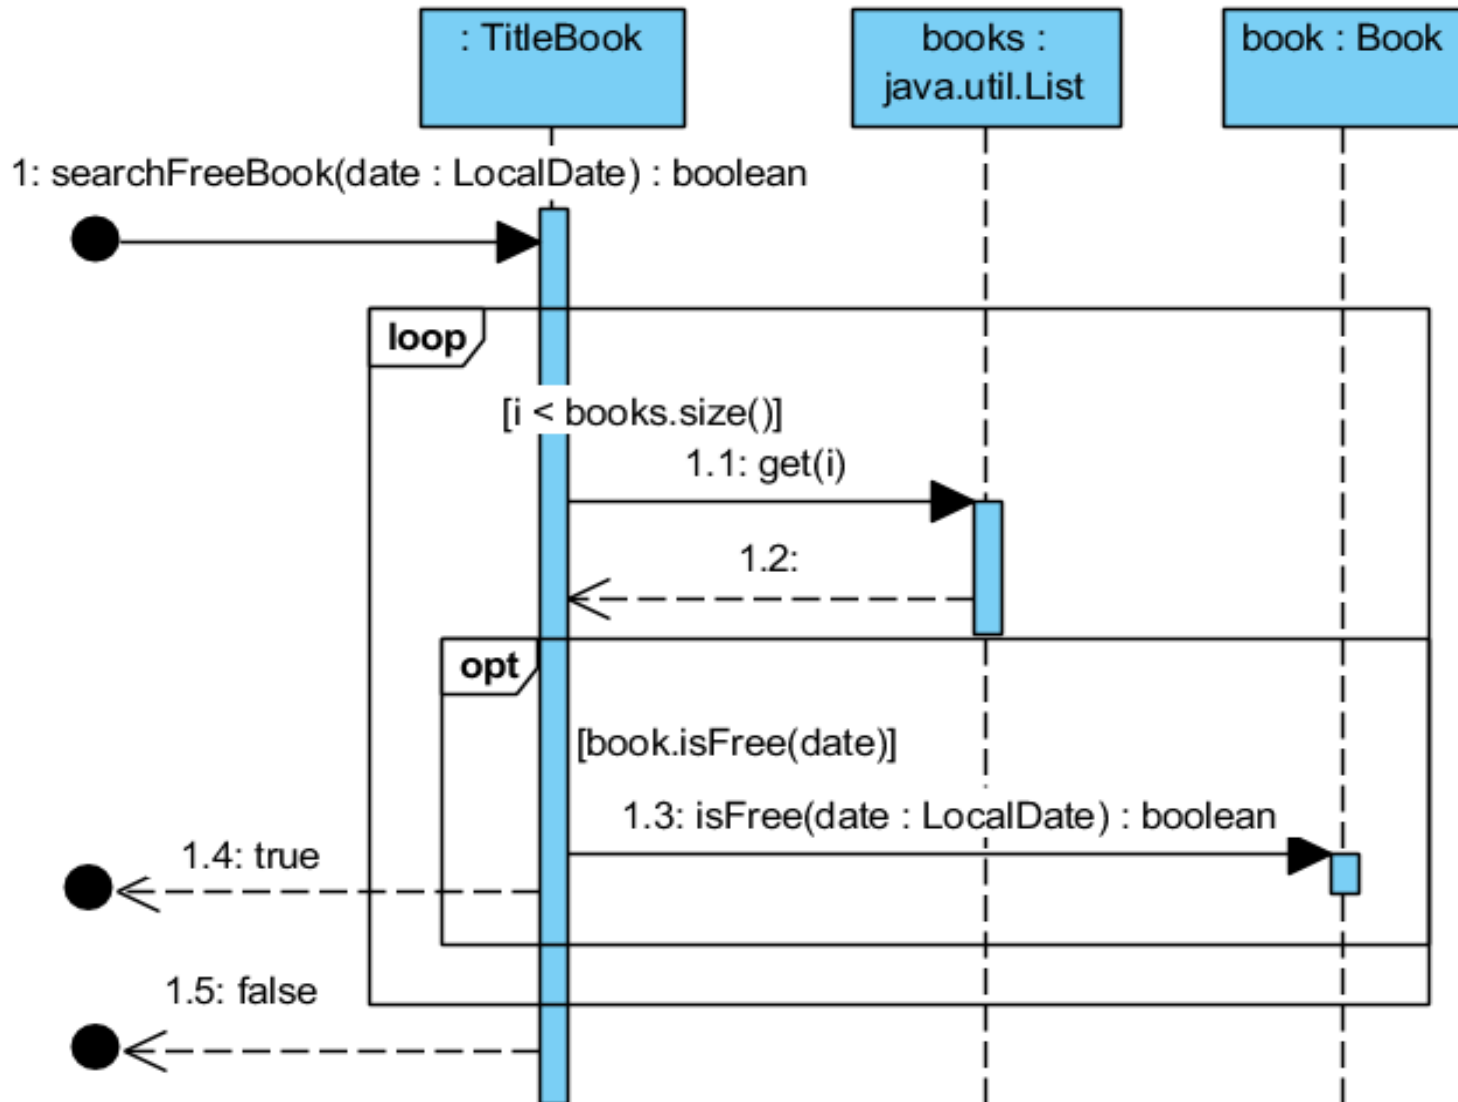 : TitleBook
books :
java.util.List
book : Book
1: searchFreeBook(date : LocalDate) : boolean
loop
[i < books.size()]
1.1: get(i)
1.2:
opt
[book.isFree(date)]
1.3: isFree(date : LocalDate) : boolean
1.4: true
1.5: false